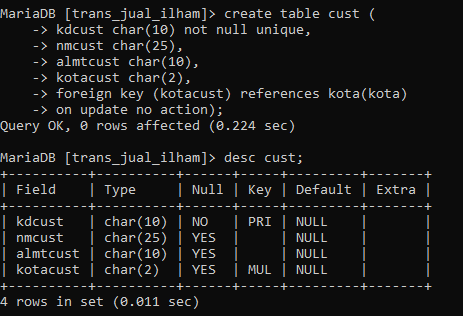 MariaDB [trans_jual_ilham]> create table cust (
    -> kdcust char(10) not null unique,
    -> nmcust char(25),
    -> almtcust char(10),
    -> kotacust char(2),
    -> foreign key (kotacust) references kota(kota)
    -> on update no action);
Query OK, 0 rows affected (0.224 sec)

MariaDB [trans_jual_ilham]> desc cust;
+----------+----------+------+-----+---------+-------+
| Field    | Type     | Null | Key | Default | Extra |
+----------+----------+------+-----+---------+-------+
| kdcust   | char(10) | NO   | PRI | NULL    |       |
| nmcust   | char(25) | YES  |     | NULL    |       |
| almtcust | char(10) | YES  |     | NULL    |       |
| kotacust | char(2)  | YES  | MUL | NULL    |       |
+----------+----------+------+-----+---------+-------+
4 rows in set (0.011 sec)